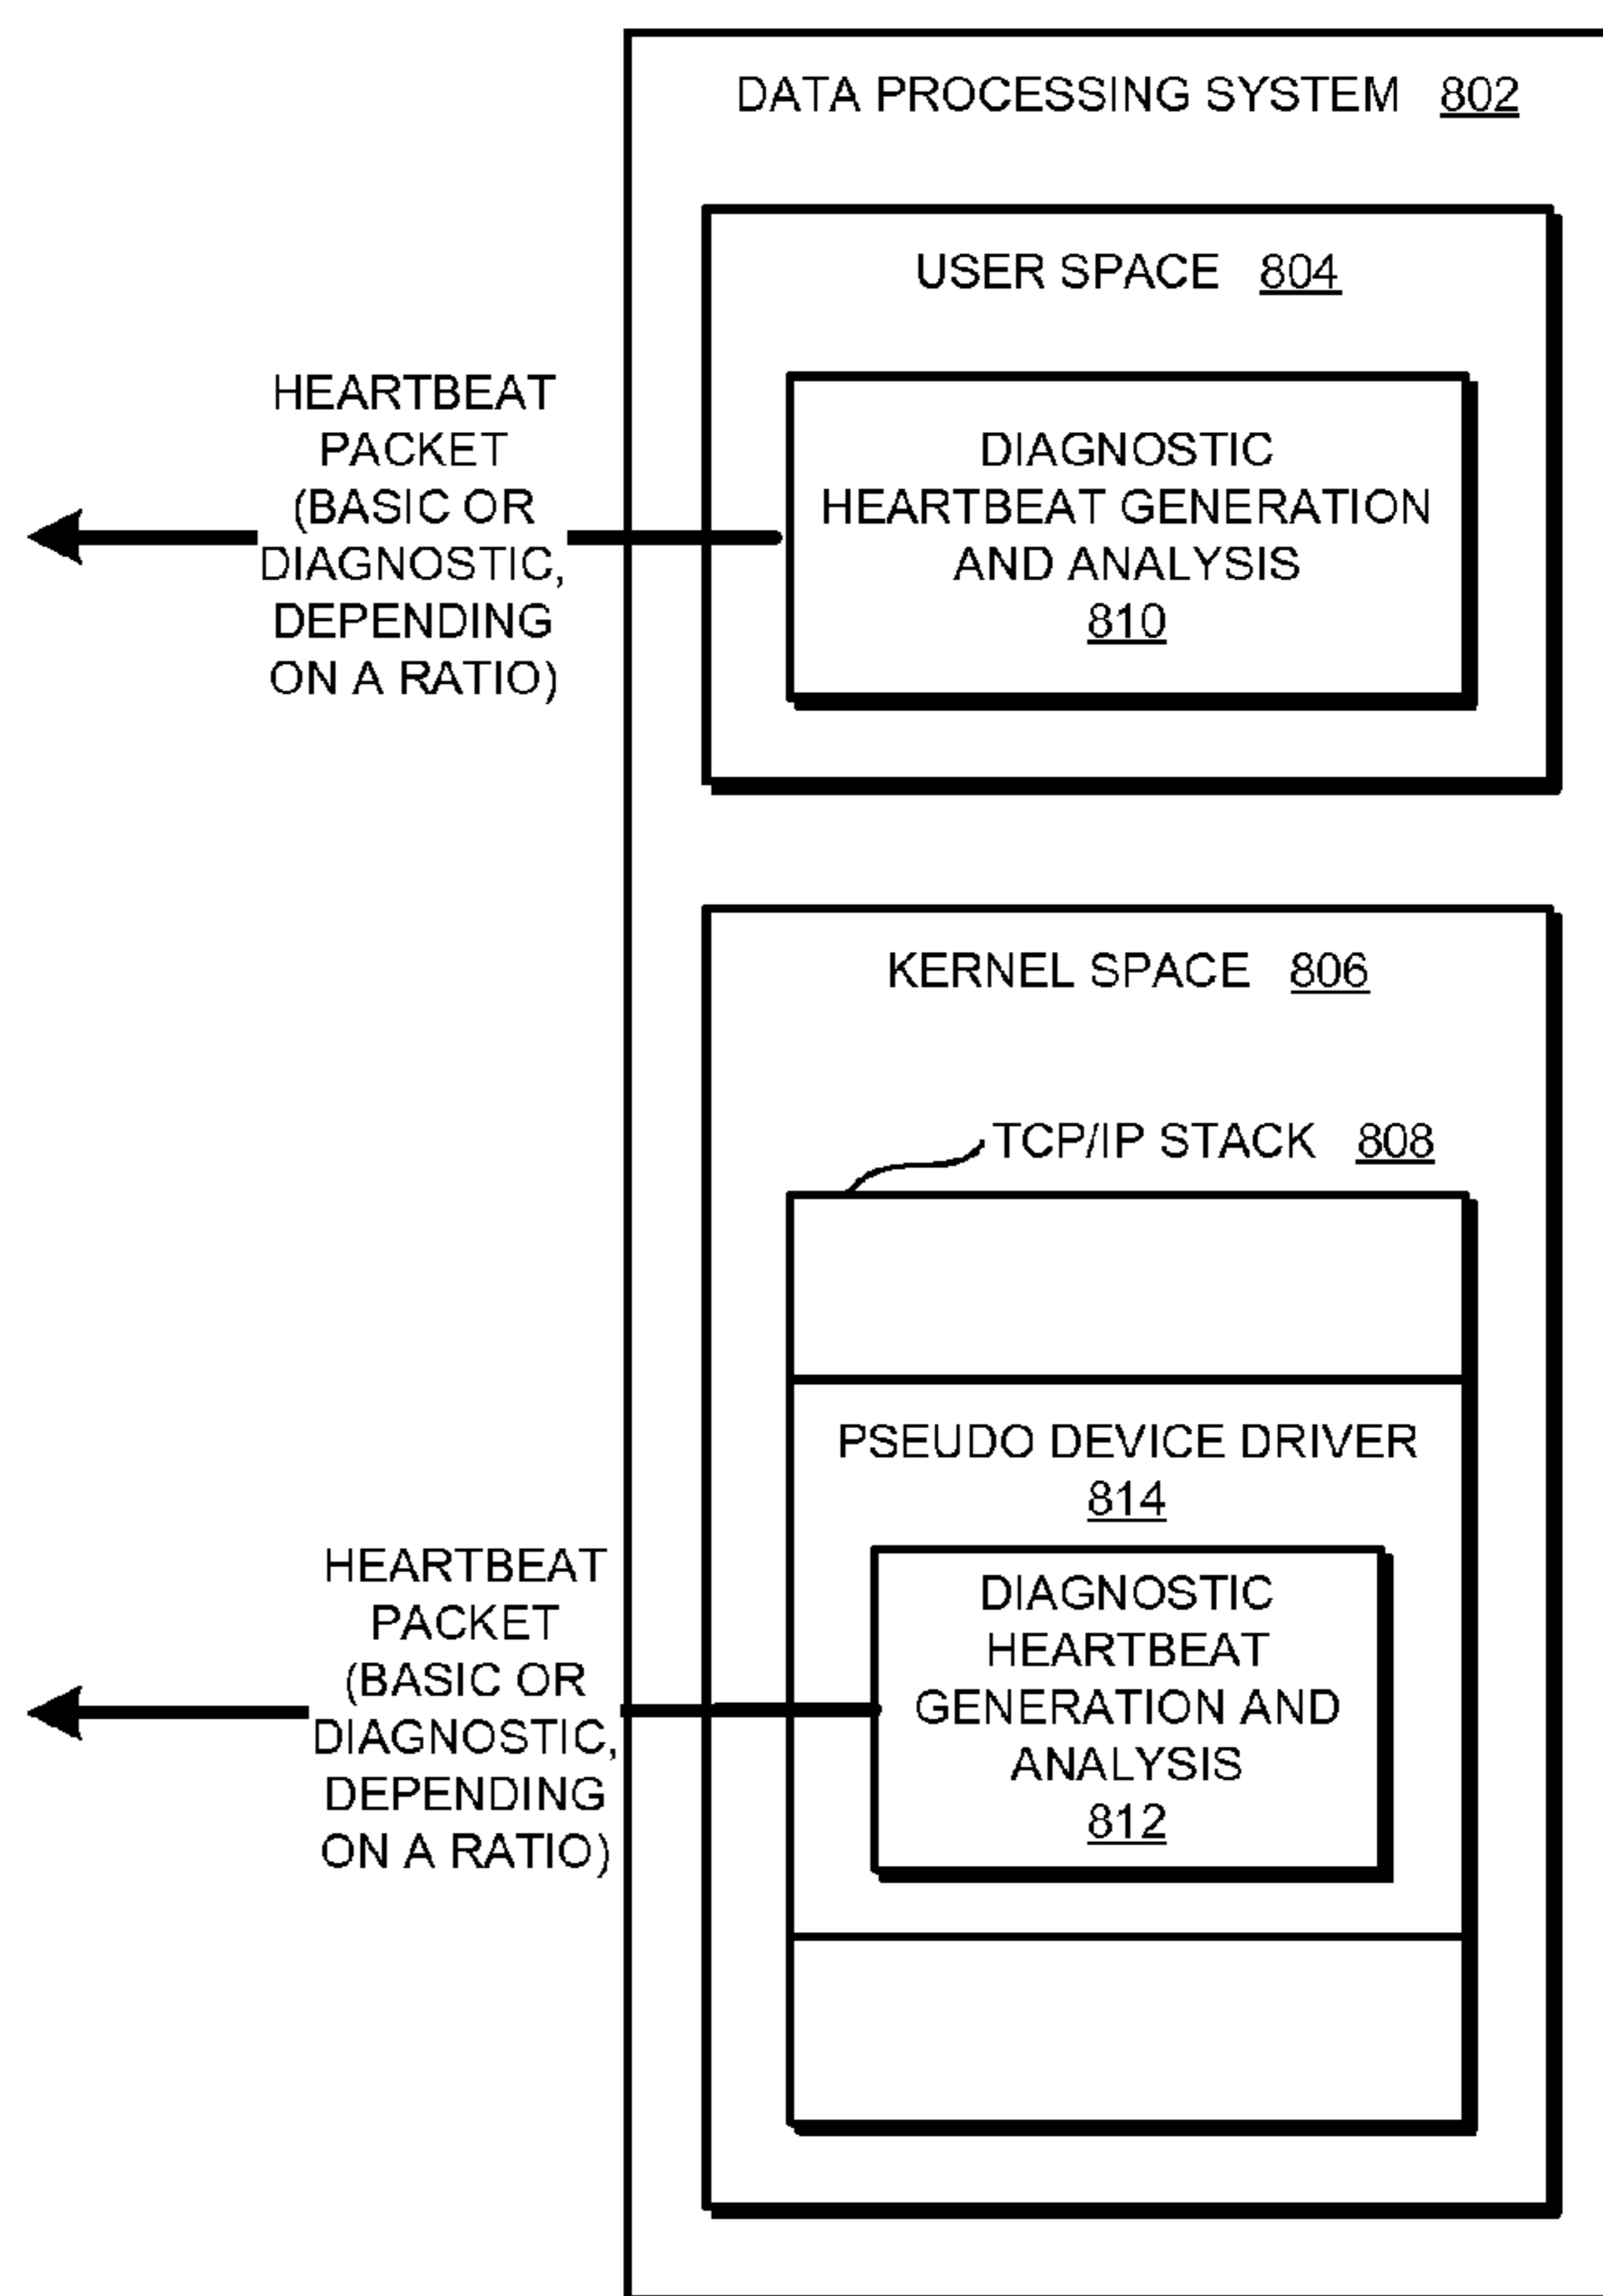 DATA PROCESSING SYSTEM 802
USER SPACE 804
HEARTBEAT
PACKET
(BASIC OR
DIAGNOSTIC,
DEPENDING
ON A RATIO)
DIAGNOSTIC
HEARTBEAT GENERATION
AND ANALYSIS
810
KERNEL SPACE 806
TCP/IP STACK 808
PSEUDO DEVICE DRIVER
814
HEARTBEAT
PACKET
(BASIC OR
DIAGNOSTIC,
DEPENDING
ON A RATIO)
DIAGNOSTIC
HEARTBEAT
GENERATION AND
ANALYSIS
812